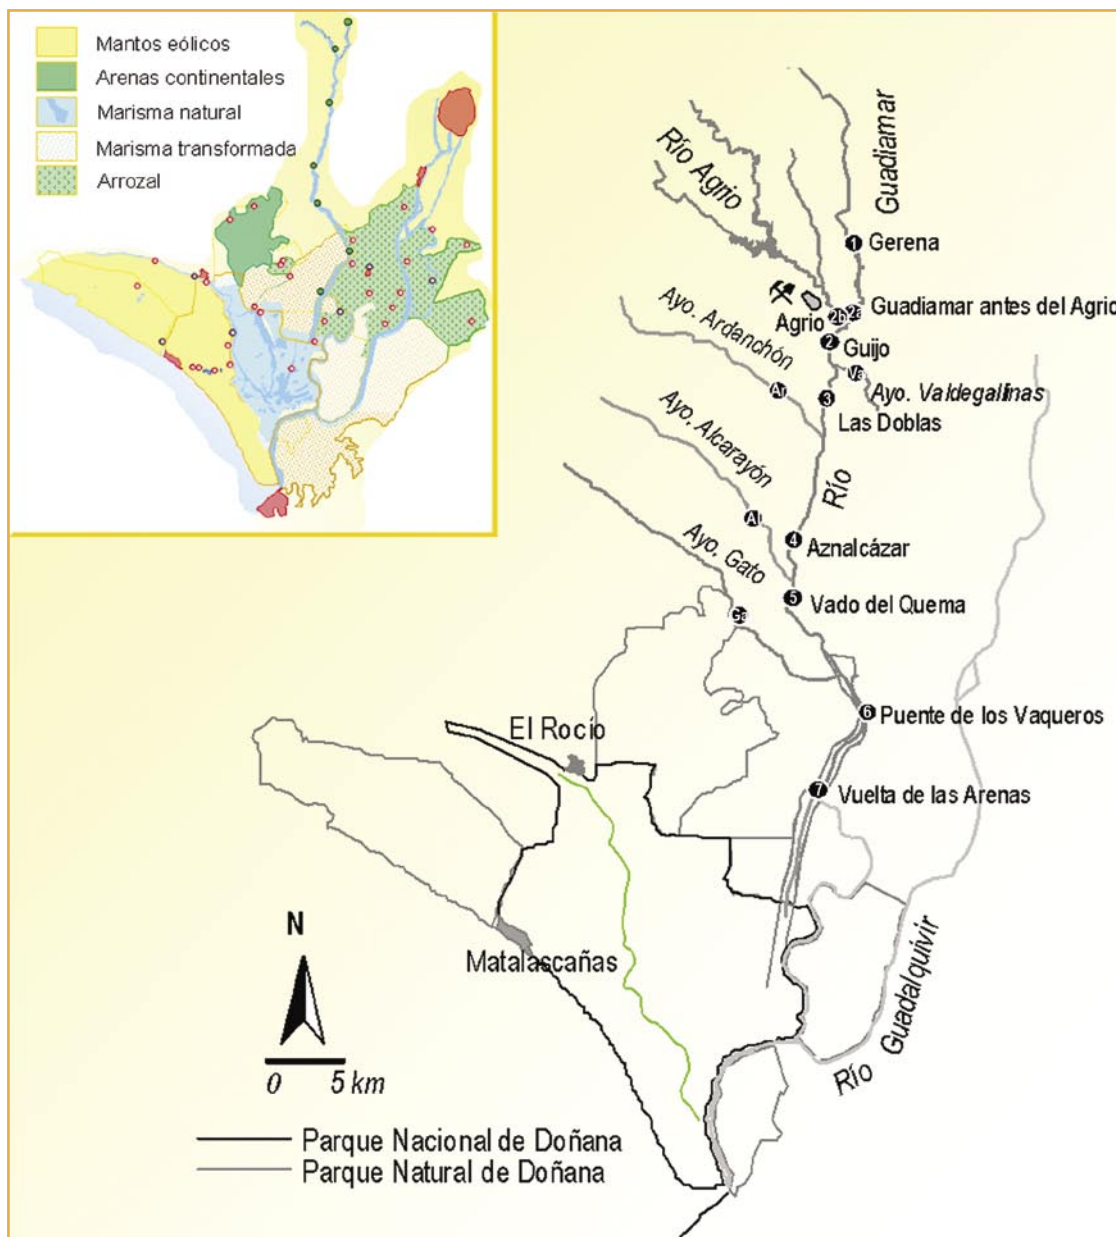 Mantos eólicos
Arenas continentales
Marisma natural
Marisma transformada
Arrozal
Río Agrio
Guadiamar
1 Gerena
2a Guadiamar antes del Agrio
2b
Agrio
2 Guijo
Ayo. Ardanchón
Va
Ayo. Valdegallinas
Ar
3
Las Doblas
Ayo. Alcarayón
Río
Al
4 Aznalcázar
Ayo. Gato
5 Vado del Quema
Ga
6 Puente de los Vaqueros
El Rocío
7 Vuelta de las Arenas
N
Matalascañas
Río Guadalquivir
0 5 km
Parque Nacional de Doñana
Parque Natural de Doñana